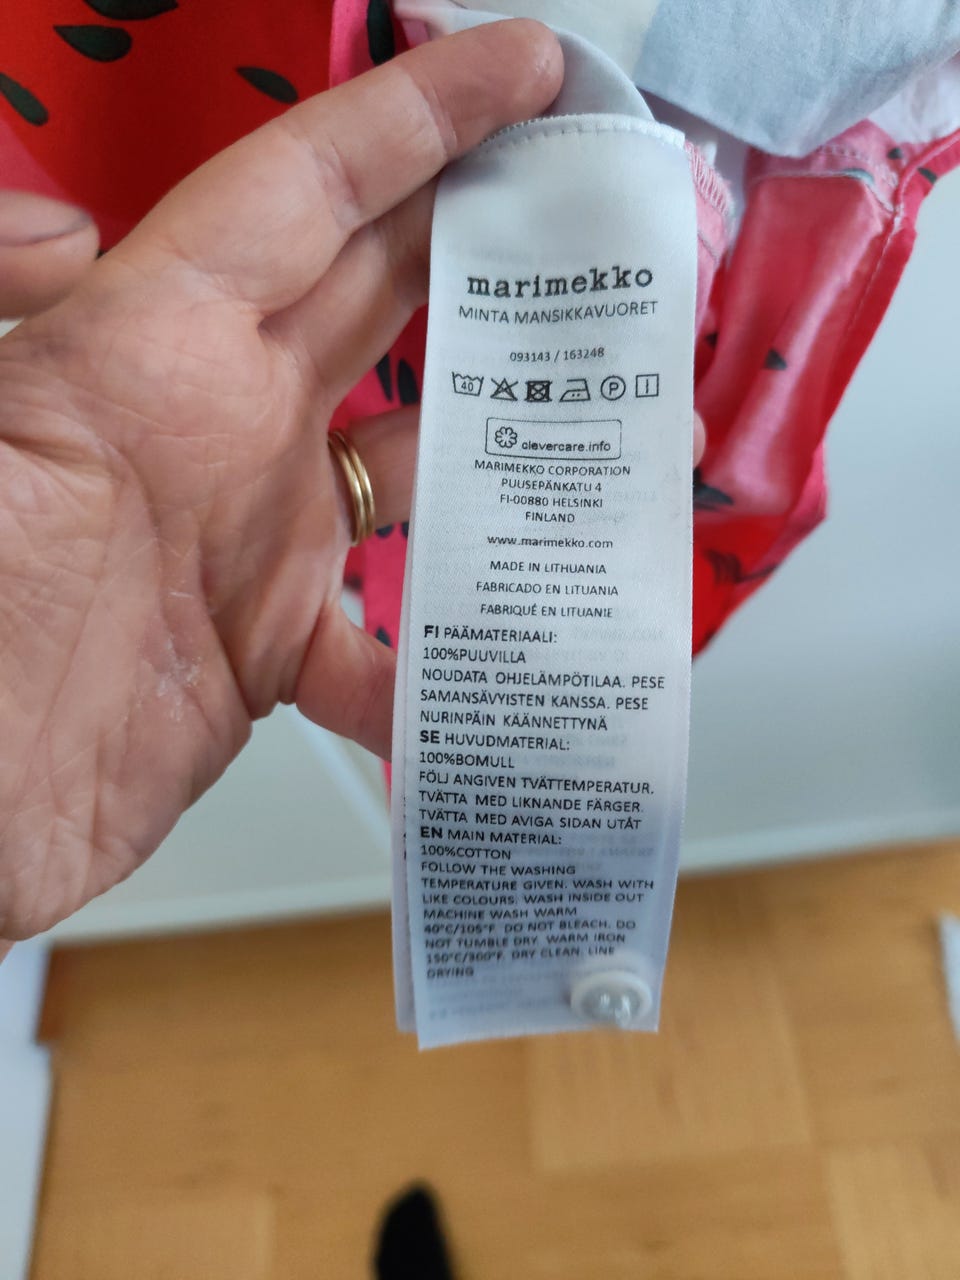 marimekko
MINTA MANSIKKAVUORET
093143 / 163248
40 P
clevercare.info
MARIMEKKO CORPORATION
PUUSEPÄNKATU 4
FI-00880 HELSINKI
FINLAND
www.marimekko.com
MADE IN LITHUANIA
FABRICADO EN LITUANIA
FABRIQUÉ EN LITUANIE
FI PÄÄMATERIAALI:
100%PUUVILLA
NOUDATA OHJELÄMPÖTILAA. PESE
SAMANSÄVYISTEN KANSSA. PESE
NURINPÄIN KÄÄNNETTYNÄ
SE HUVUDMATERIAL:
100%BOMULL
FÖLJ ANGIVEN TVÄTTEMPERATUR.
TVÄTTA MED LIKNANDE FÄRGER.
TVÄTTA MED AVIGA SIDAN UTÅT
EN MAIN MATERIAL:
100%COTTON
FOLLOW THE WASHING
TEMPERATURE GIVEN. WASH WITH
LIKE COLOURS. WASH INSIDE OUT
MACHINE WASH WARM
40°C/105°F. DO NOT BLEACH. DO
NOT TUMBLE DRY. WARM IRON
150°C/300°F. DRY CLEAN. LINE
DRYING